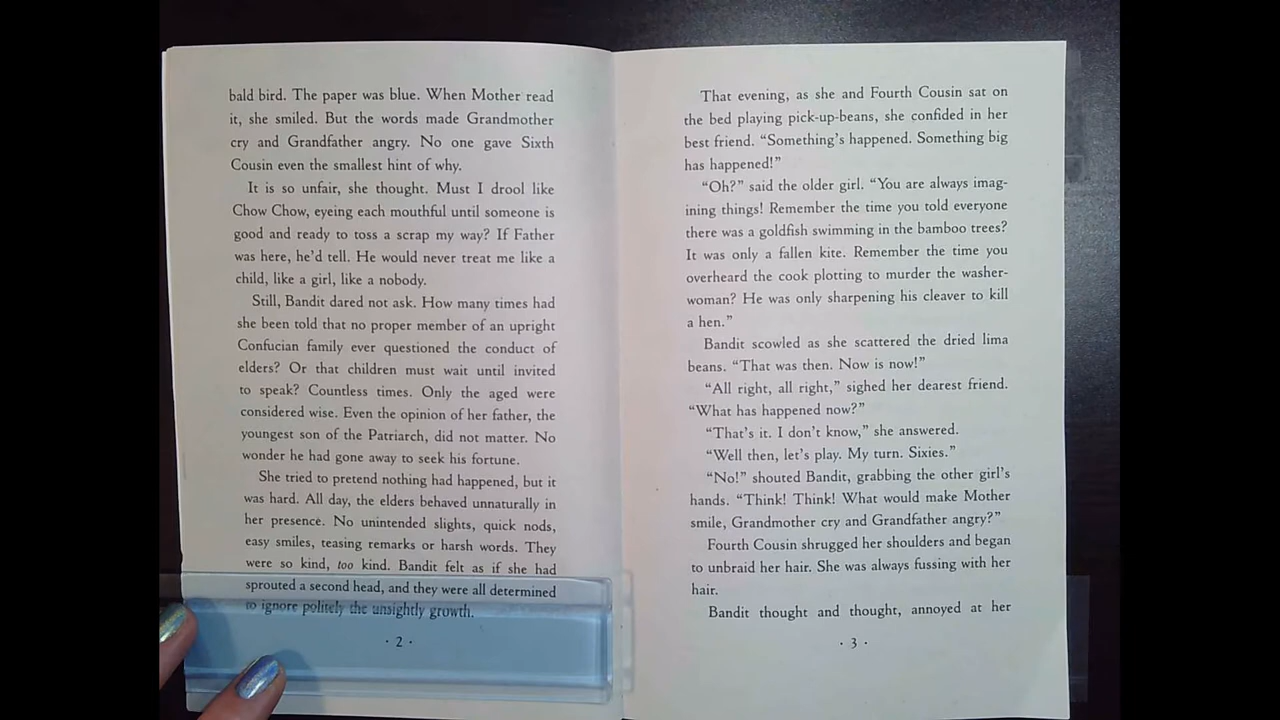 bald bird. The paper was blue. When Mother read
it, she smiled. But the words made Grandmother
cry and Grandfather angry. No one gave Sixth
Cousin even the smallest hint of why.
It is so unfair, she thought. Must I drool like
Chow Chow, eyeing each mouthful until someone is
good and ready to toss a scrap my way? If Father
was here, he'd tell. He would never treat me like a
child, like a girl, like a nobody.
Still, Bandit dared not ask. How many times had
she been told that no proper member of an upright
Confucian family ever questioned the conduct of
elders? Or that children must wait until invited
to speak? Countless times. Only the aged were
considered wise. Even the opinion of her father, the
youngest son of the Patriarch, did not matter. No
wonder he had gone away to seek his fortune.
She tried to pretend nothing had happened, but it
was hard. All day, the elders behaved unnaturally in
her presence. No unintended slights, quick nods,
easy smiles, teasing remarks or harsh words. They
were so kind, too kind. Bandit felt as if she had
sprouted a second head, and they were all determined
to ignore politely the unsightly growth.
· 2 ·
That evening, as she and Fourth Cousin sat on
the bed playing pick-up-beans, she confided in her
best friend. “Something's happened. Something big
has happened!”
“Oh?” said the older girl. “You are always imag-
ining things! Remember the time you told everyone
there was a goldfish swimming in the bamboo trees?
It was only a fallen kite. Remember the time you
overheard the cook plotting to murder the washer-
woman? He was only sharpening his cleaver to kill
a hen.”
Bandit scowled as she scattered the dried lima
beans. “That was then. Now is now!”
“All right, all right,” sighed her dearest friend.
“What has happened now?”
“That's it. I don't know,” she answered.
“Well then, let's play. My turn. Sixies.”
“No!” shouted Bandit, grabbing the other girl's
hands. “Think! Think! What would make Mother
smile, Grandmother cry and Grandfather angry?”
Fourth Cousin shrugged her shoulders and began
to unbraid her hair. She was always fussing with her
hair.
Bandit thought and thought, annoyed at her
· 3 ·